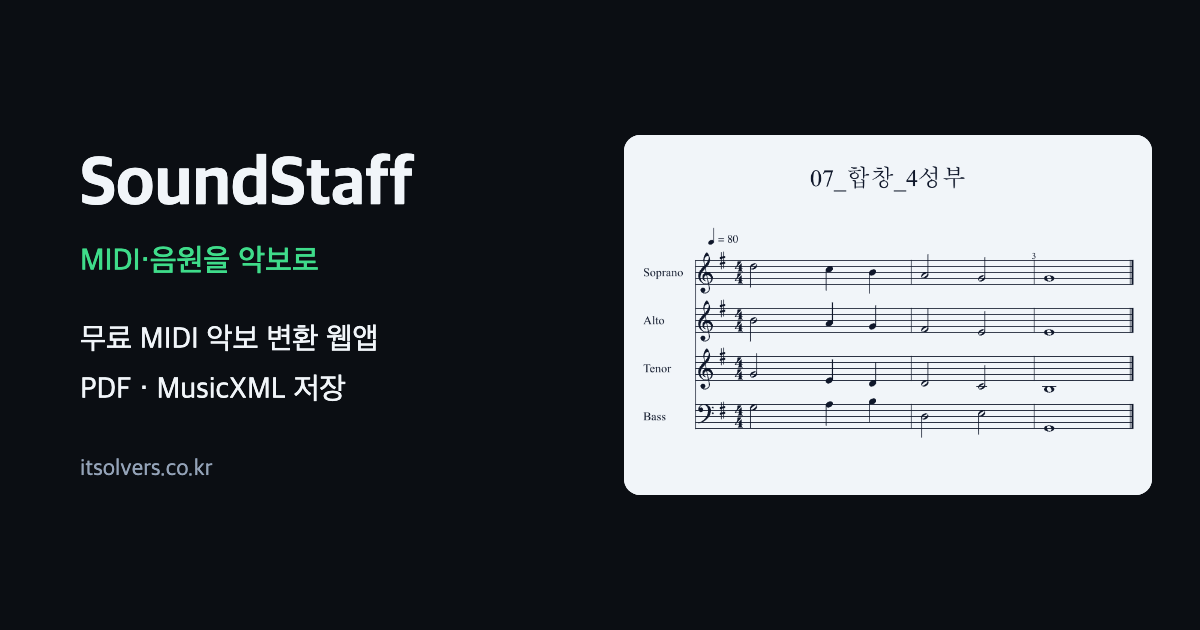 SoundStaff
MIDI·음원을 악보로
무료 MIDI 악보 변환 웹앱
PDF · MusicXML 저장
itsolvers.co.kr
07_합창_4성부
♩ = 80
3
Soprano
Alto
Tenor
Bass